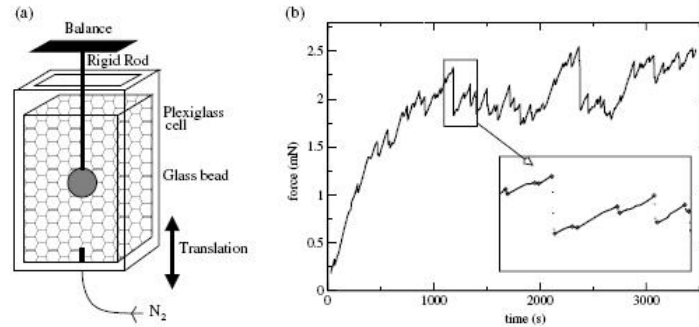 (a)
Balance
Rigid Rod
Plexiglass
cell
Glass bead
Translation
N2
(b)
2.5
2
1.5
1
0.5
0
0
1000
2000
3000
force (mN)
time (s)